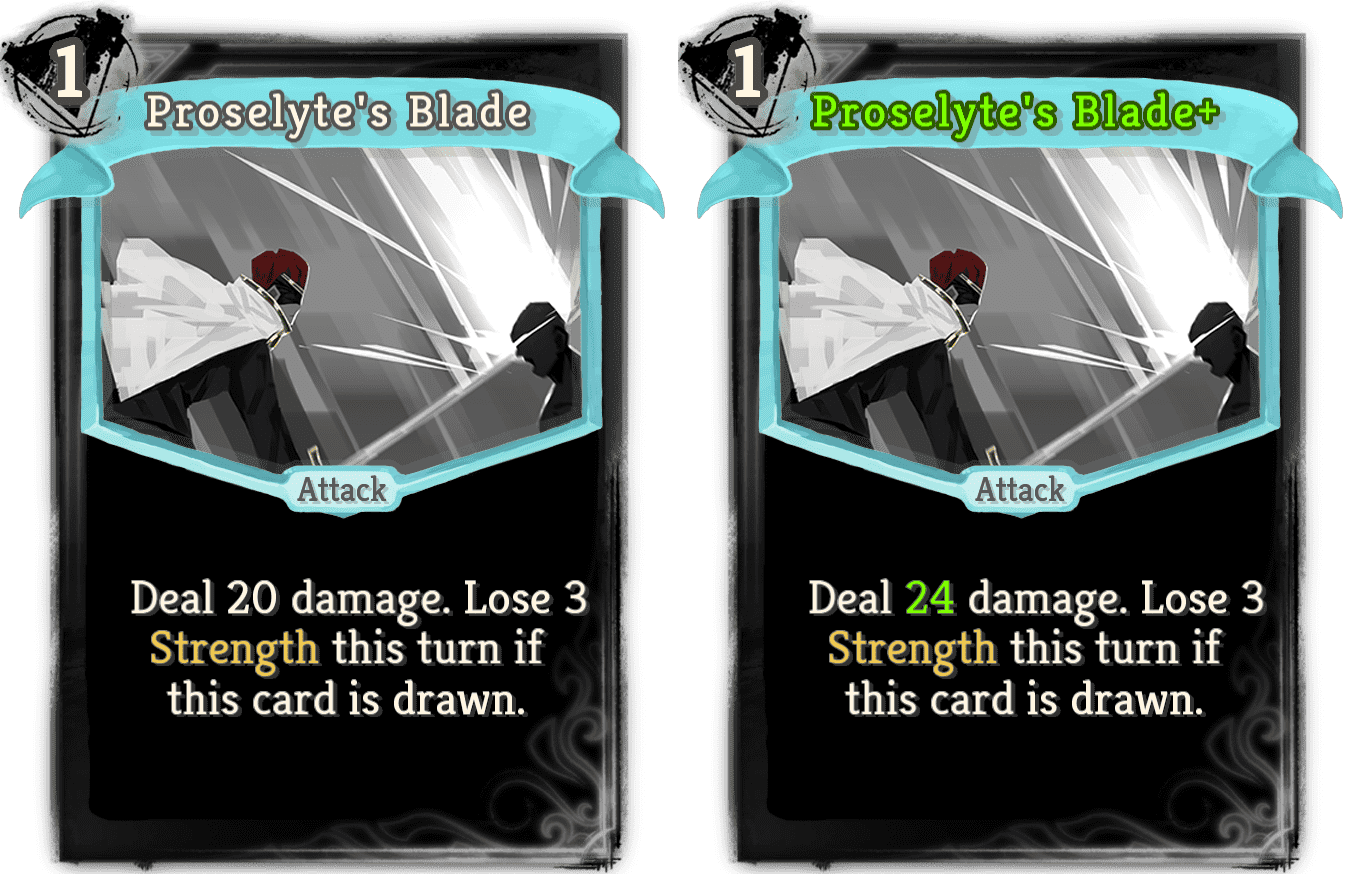 1
Proselyte's Blade
Attack
Deal 20 damage. Lose 3
Strength this turn if
this card is drawn.
1
Proselyte's Blade+
Attack
Deal 24 damage. Lose 3
Strength this turn if
this card is drawn.